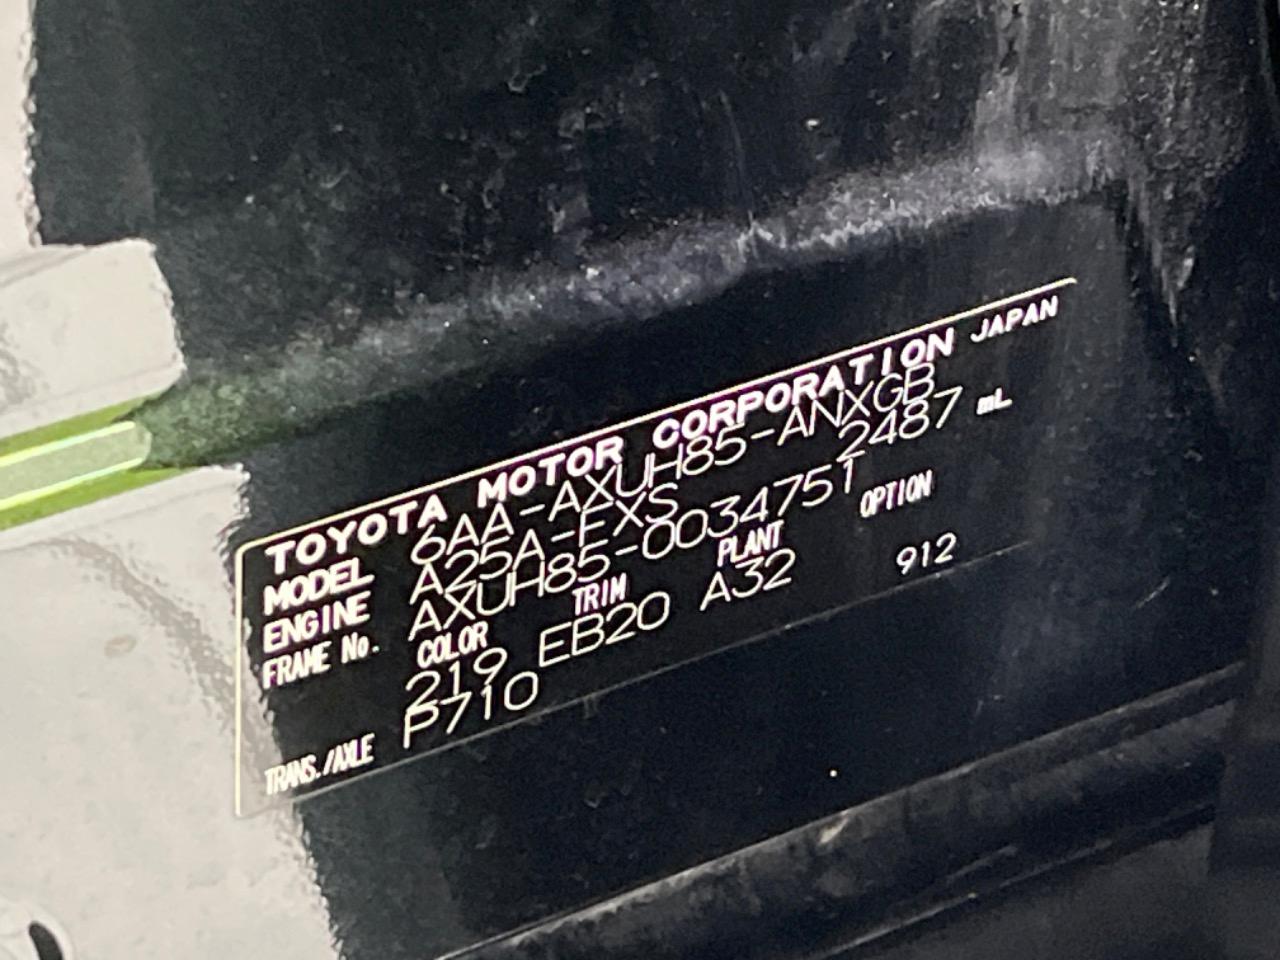 TOYOTA MOTOR CORPORATION JAPAN
MODEL 6AA-AXUH85-ANXGB
ENGINE A25A-FXS 2487 mL
FRAME No. AXUH85-0034751
COLOR TRIM PLANT OPTION
219 EB20 A32 912
TRANS./AXLE P710